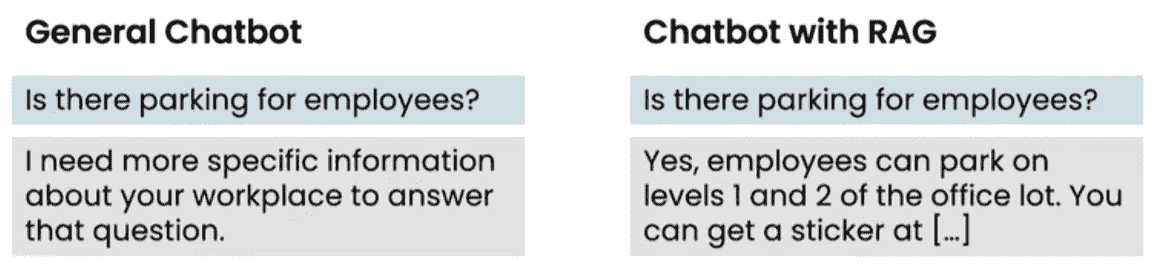 General Chatbot
Is there parking for employees?
I need more specific information
about your workplace to answer
that question.
Chatbot with RAG
Is there parking for employees?
Yes, employees can park on
levels 1 and 2 of the office lot. You
can get a sticker at [...]